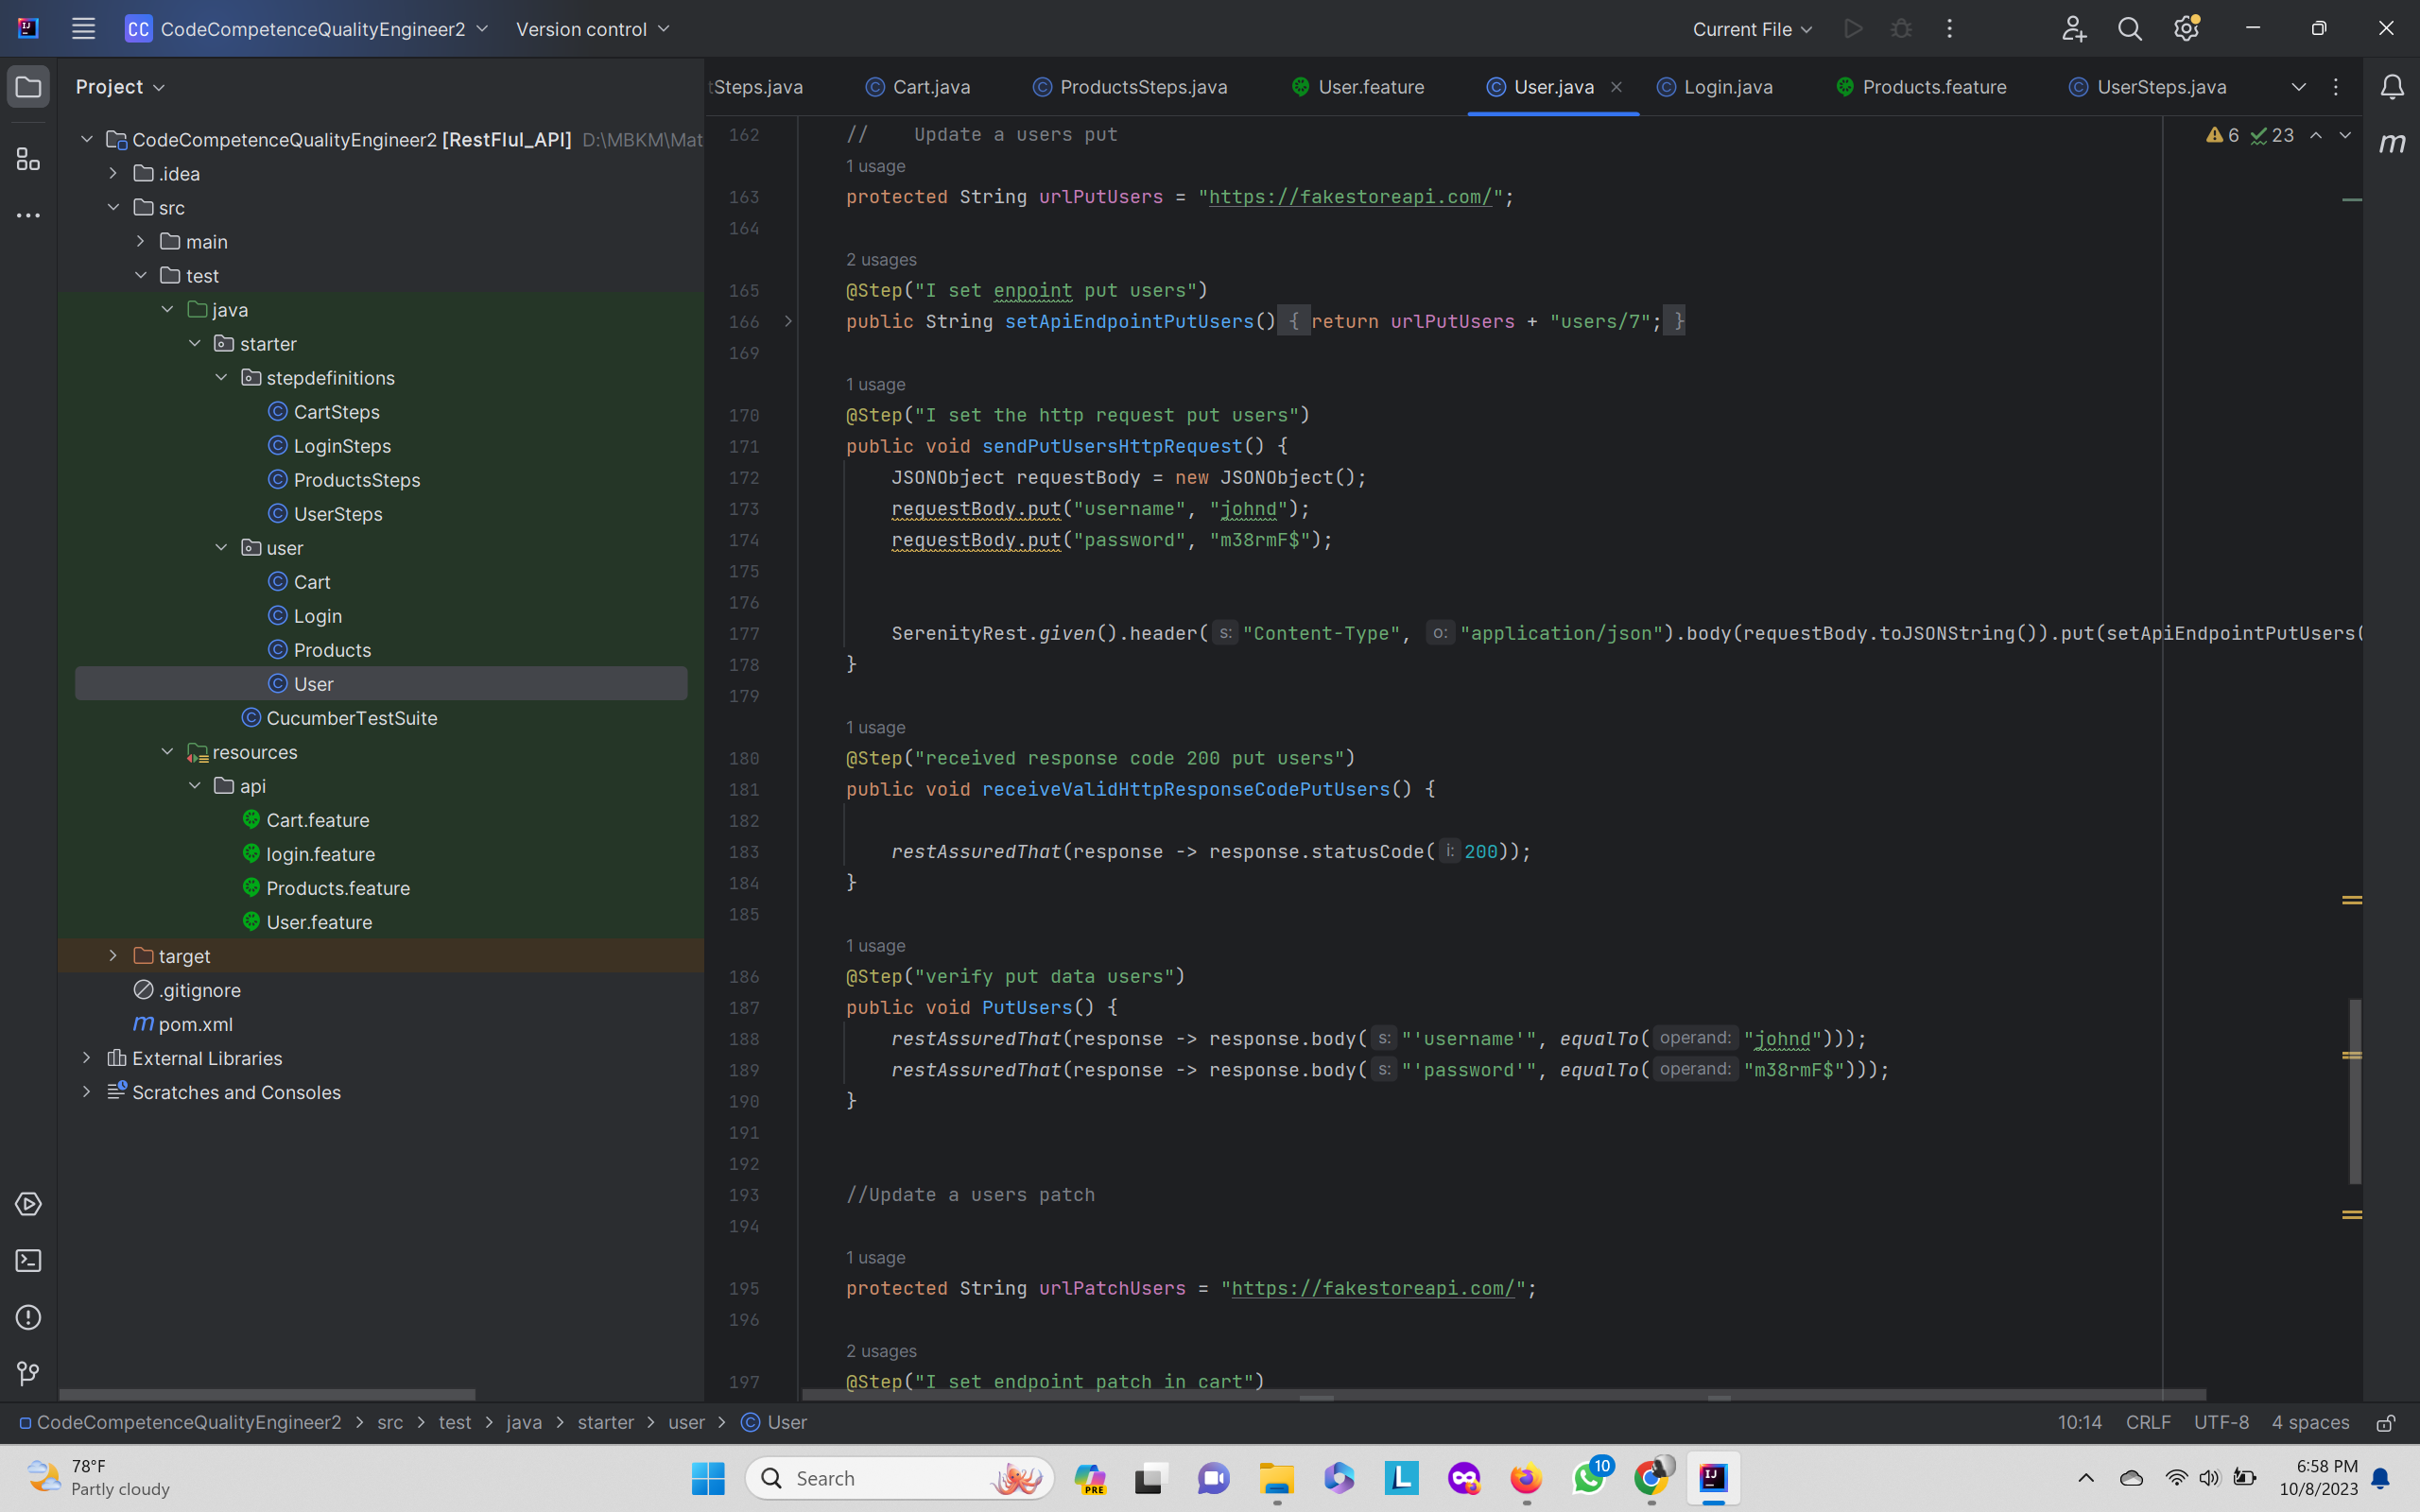 CC CodeCompetenceQualityEngineer2 Version control Current File
Project
tSteps.java Cart.java ProductsSteps.java User.feature User.java Login.java Products.feature UserSteps.java
CodeCompetenceQualityEngineer2 [RestFlul_API] D:\MBKM\Mat
.idea
src
main
test
java
starter
stepdefinitions
CartSteps
LoginSteps
ProductsSteps
UserSteps
user
Cart
Login
Products
User
CucumberTestSuite
resources
api
Cart.feature
login.feature
Products.feature
User.feature
target
.gitignore
pom.xml
External Libraries
Scratches and Consoles
6 23
162 // Update a users put
1 usage
163 protected String urlPutUsers = "https://fakestoreapi.com/";
164
2 usages
165 @Step("I set enpoint put users")
166 public String setApiEndpointPutUsers() { return urlPutUsers + "users/7"; }
169
1 usage
170 @Step("I set the http request put users")
171 public void sendPutUsersHttpRequest() {
172 JSONObject requestBody = new JSONObject();
173 requestBody.put("username", "johnd");
174 requestBody.put("password", "m38rmF$");
175
176
177 SerenityRest.given().header( s: "Content-Type", o: "application/json").body(requestBody.toJSONString()).put(setApiEndpointPutUsers(
178 }
179
1 usage
180 @Step("received response code 200 put users")
181 public void receiveValidHttpResponseCodePutUsers() {
182
183 restAssuredThat(response -> response.statusCode( i: 200));
184 }
185
1 usage
186 @Step("verify put data users")
187 public void PutUsers() {
188 restAssuredThat(response -> response.body( s: "'username'", equalTo( operand: "johnd")));
189 restAssuredThat(response -> response.body( s: "'password'", equalTo( operand: "m38rmF$")));
190 }
191
192
193 //Update a users patch
194
1 usage
195 protected String urlPatchUsers = "https://fakestoreapi.com/";
196
2 usages
197 @Step("I set endpoint patch in cart")
CodeCompetenceQualityEngineer2 > src > test > java > starter > user > User
10:14 CRLF UTF-8 4 spaces
78°F
Partly cloudy
Search
PRE
10
6:58 PM
10/8/2023